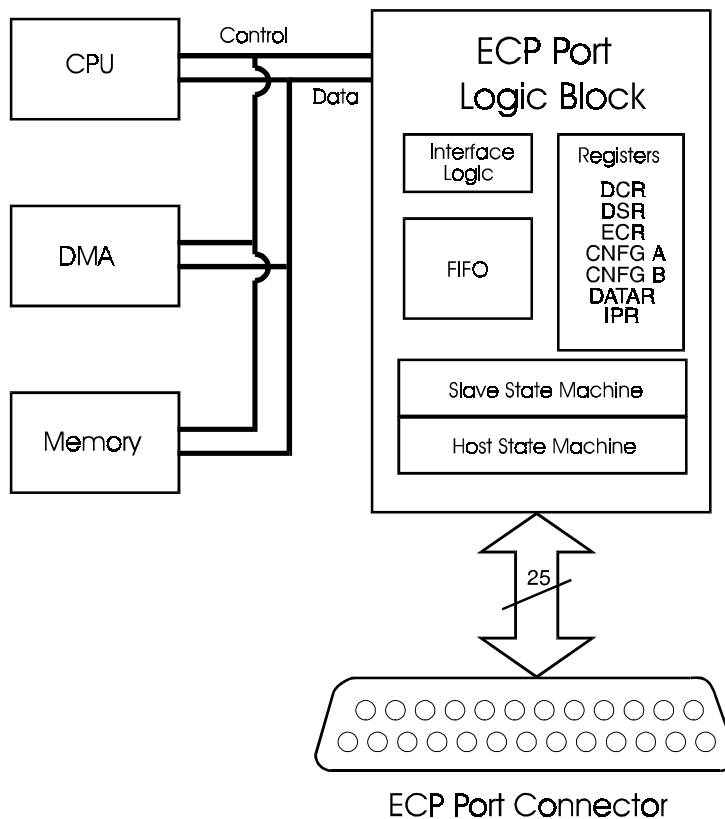 CPU
Control
Data
DMA
Memory
ECP Port
Logic Block
Interface
Logic
FIFO
Registers
DCR
DSR
ECR
CNFG A
CNFG B
DATAR
IPR
Slave State Machine
Host State Machine
25
ECP Port Connector